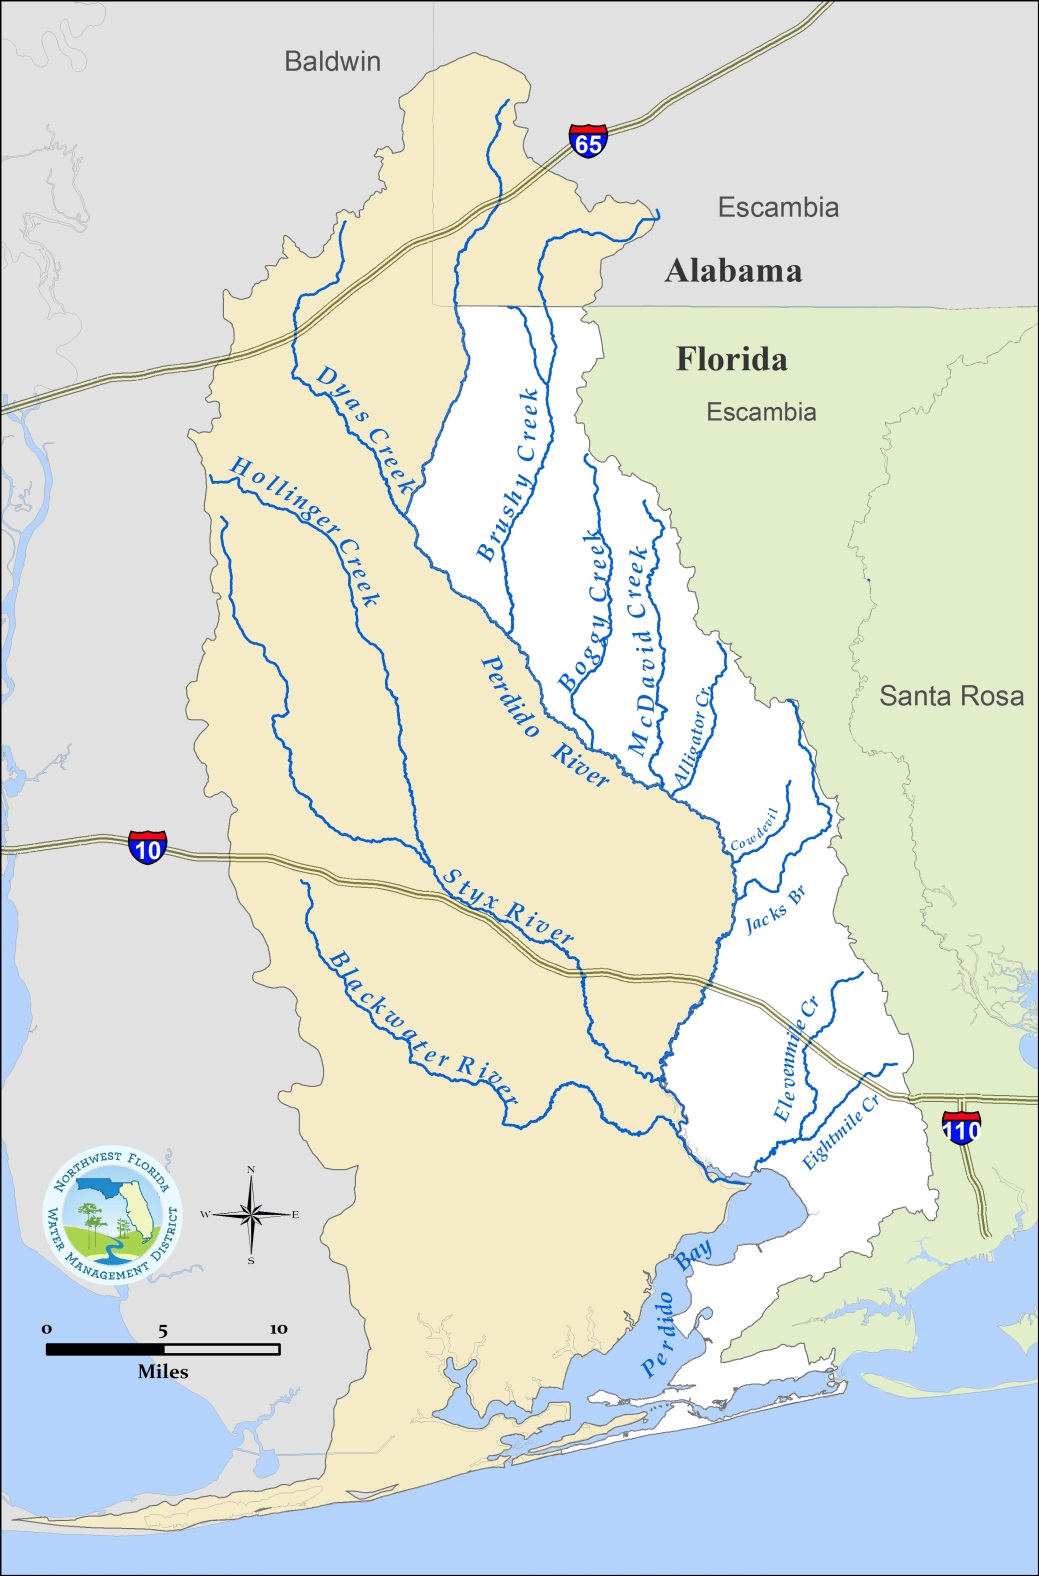 Baldwin
65
Escambia
Alabama
Florida
Escambia
Dyas Creek
Brushy Creek
Hollinger Creek
Boggy Creek
McDavid Creek
Perdido River
Alligator Cr.
Santa Rosa
Cowdevil
10
Styx River
Jacks Br
Blackwater River
Elevenmile Cr
Eightmile Cr
110
NORTHWEST FLORIDA
WATER MANAGEMENT DISTRICT
N
W E
S
Perdido Bay
0 5 10
Miles